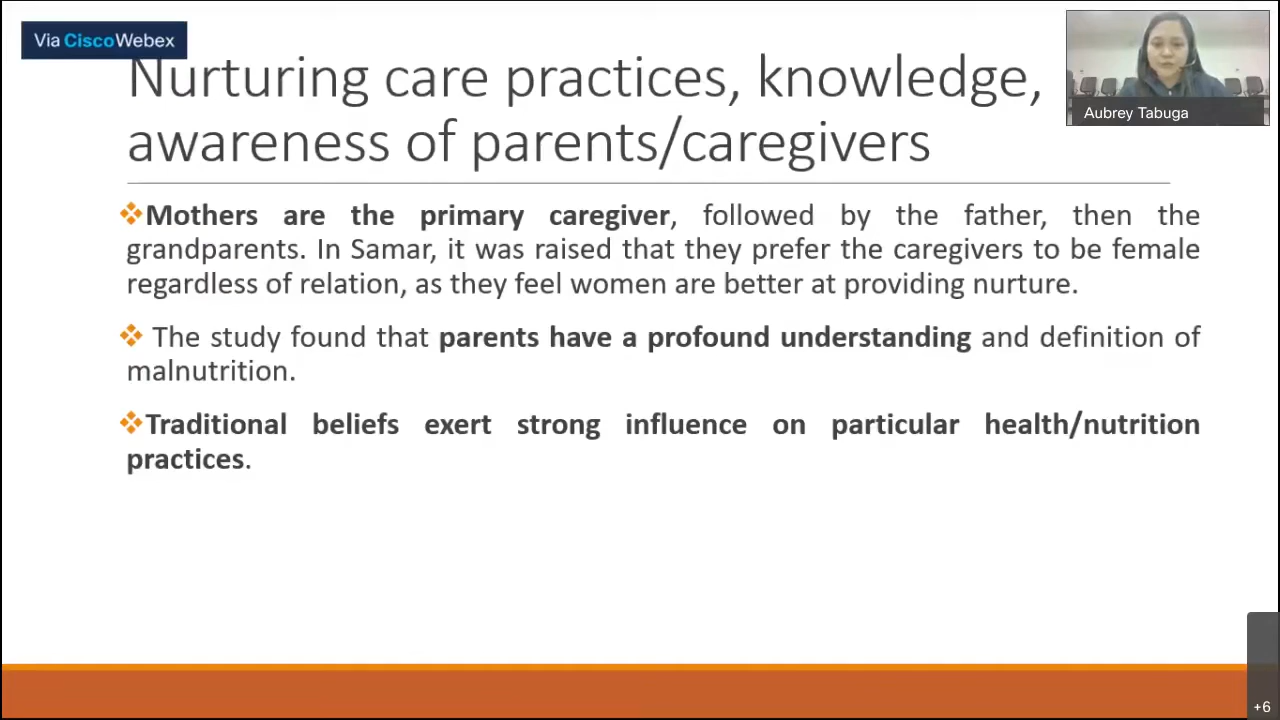 Via CiscoWebex
Nurturing care practices, knowledge,
awareness of parents/caregivers
Aubrey Tabuga
Mothers are the primary caregiver, followed by the father, then the
grandparents. In Samar, it was raised that they prefer the caregivers to be female
regardless of relation, as they feel women are better at providing nurture.
The study found that parents have a profound understanding and definition of
malnutrition.
Traditional beliefs exert strong influence on particular health/nutrition
practices.
+6